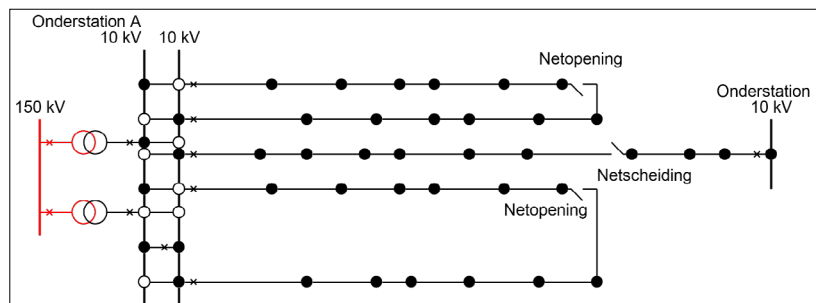 Onderstation A
10 kV 10 kV
Netopening
150 kV
Onderstation
10 kV
Netscheiding
Netopening